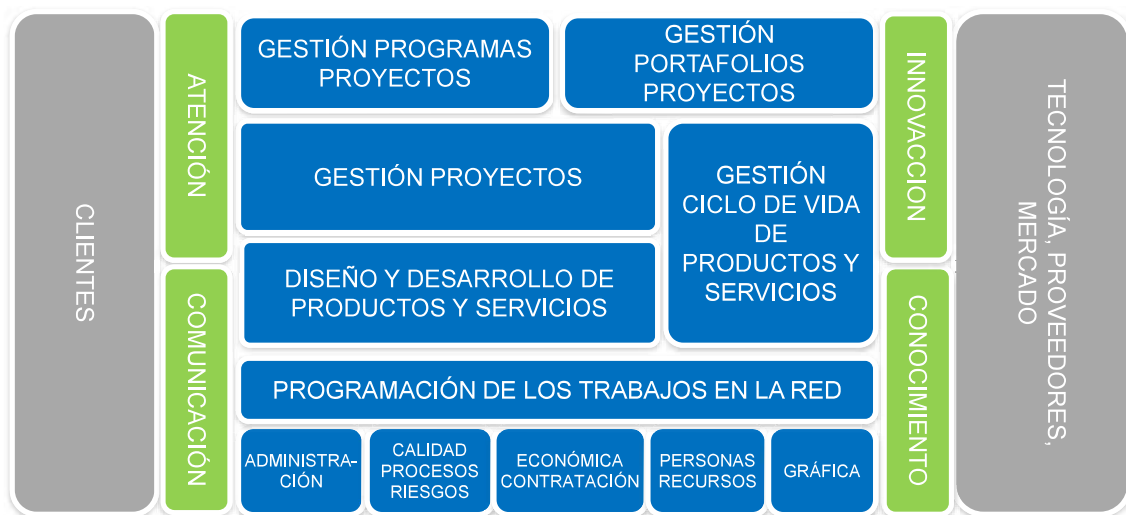 CLIENTES
ATENCIÓN
COMUNICACIÓN
GESTIÓN PROGRAMAS
PROYECTOS
GESTIÓN
PORTAFOLIOS
PROYECTOS
GESTIÓN PROYECTOS
GESTIÓN
CICLO DE VIDA
DE
PRODUCTOS Y
SERVICIOS
DISEÑO Y DESARROLLO DE
PRODUCTOS Y SERVICIOS
PROGRAMACIÓN DE LOS TRABAJOS EN LA RED
ADMINISTRA-
CIÓN
CALIDAD
PROCESOS
RIESGOS
ECONÓMICA
CONTRATACIÓN
PERSONAS
RECURSOS
GRÁFICA
INNOVACCION
CONOCIMIENTO
TECNOLOGÍA, PROVEEDORES,
MERCADO